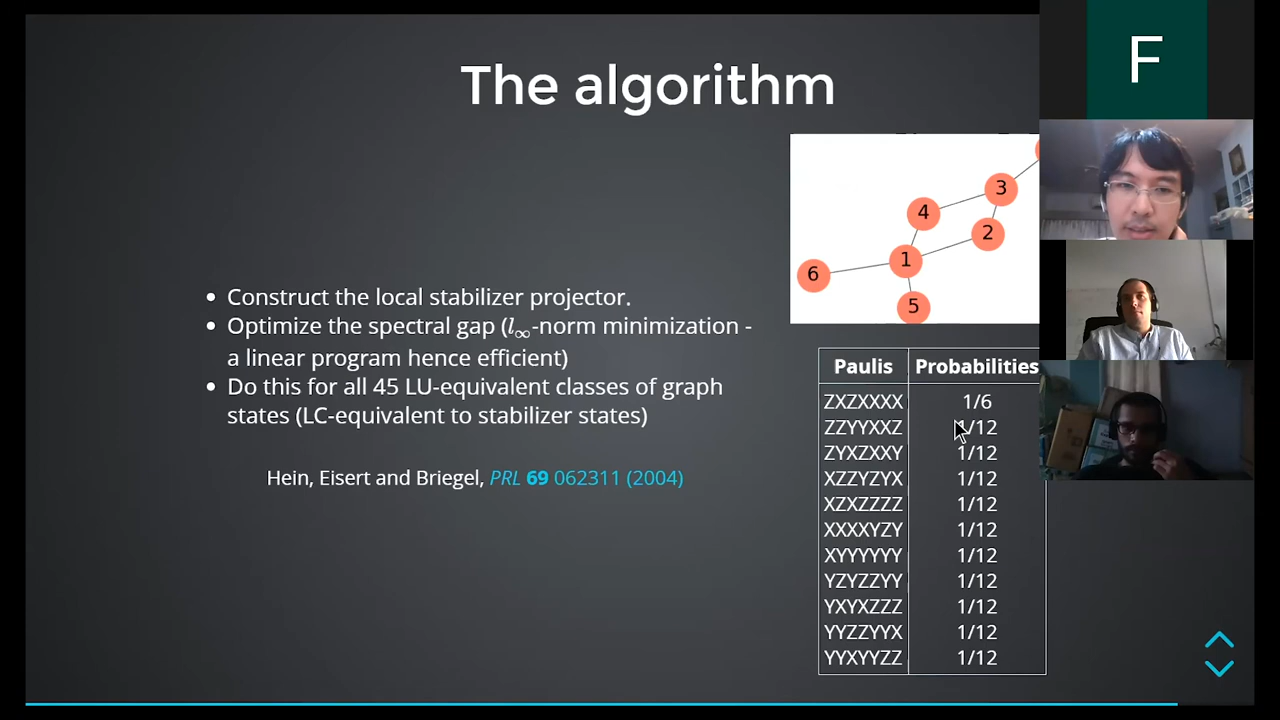 The algorithm
F
• Construct the local stabilizer projector.
• Optimize the spectral gap (l∞-norm minimization -
a linear program hence efficient)
• Do this for all 45 LU-equivalent classes of graph
states (LC-equivalent to stabilizer states)
Hein, Eisert and Briegel, PRL 69 062311 (2004)
3
4
2
1
6
5
Paulis Probabilities
ZXZXXXX 1/6
ZZYYXXZ 1/12
ZYXZXXY 1/12
XZZYZYX 1/12
XZXZZZZ 1/12
XXXXYZY 1/12
XYYYYYY 1/12
YZYZZYY 1/12
YXYXZZZ 1/12
YYZZYYX 1/12
YYXYYZZ 1/12